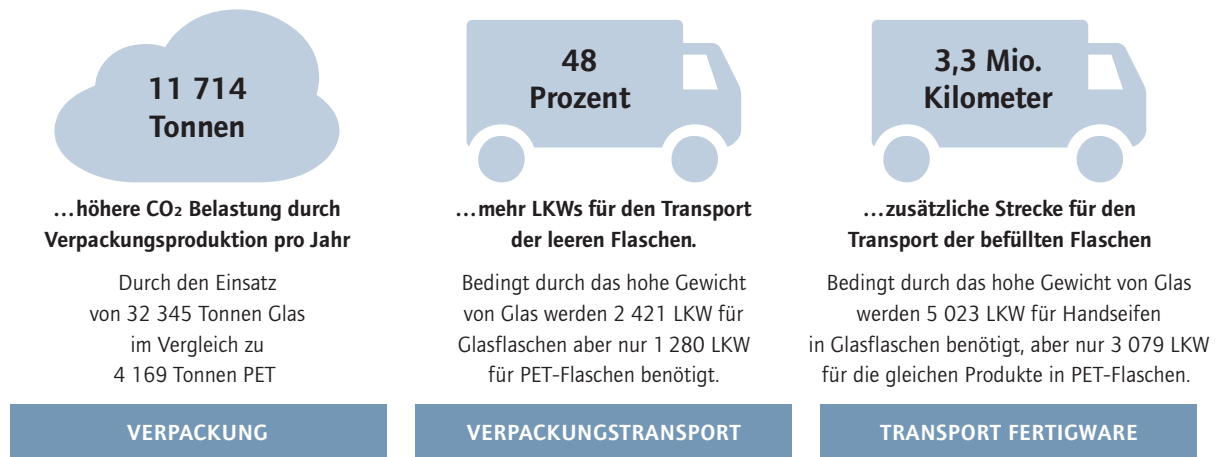 11 714
Tonnen
…höhere CO₂ Belastung durch
Verpackungsproduktion pro Jahr
Durch den Einsatz
von 32 345 Tonnen Glas
im Vergleich zu
4 169 Tonnen PET
VERPACKUNG
48
Prozent
…mehr LKWs für den Transport
der leeren Flaschen.
Bedingt durch das hohe Gewicht
von Glas werden 2 421 LKW für
Glasflaschen aber nur 1 280 LKW
für PET-Flaschen benötigt.
VERPACKUNGSTRANSPORT
3,3 Mio.
Kilometer
…zusätzliche Strecke für den
Transport der befüllten Flaschen
Bedingt durch das hohe Gewicht von Glas
werden 5 023 LKW für Handseifen
in Glasflaschen benötigt, aber nur 3 079 LKW
für die gleichen Produkte in PET-Flaschen.
TRANSPORT FERTIGWARE